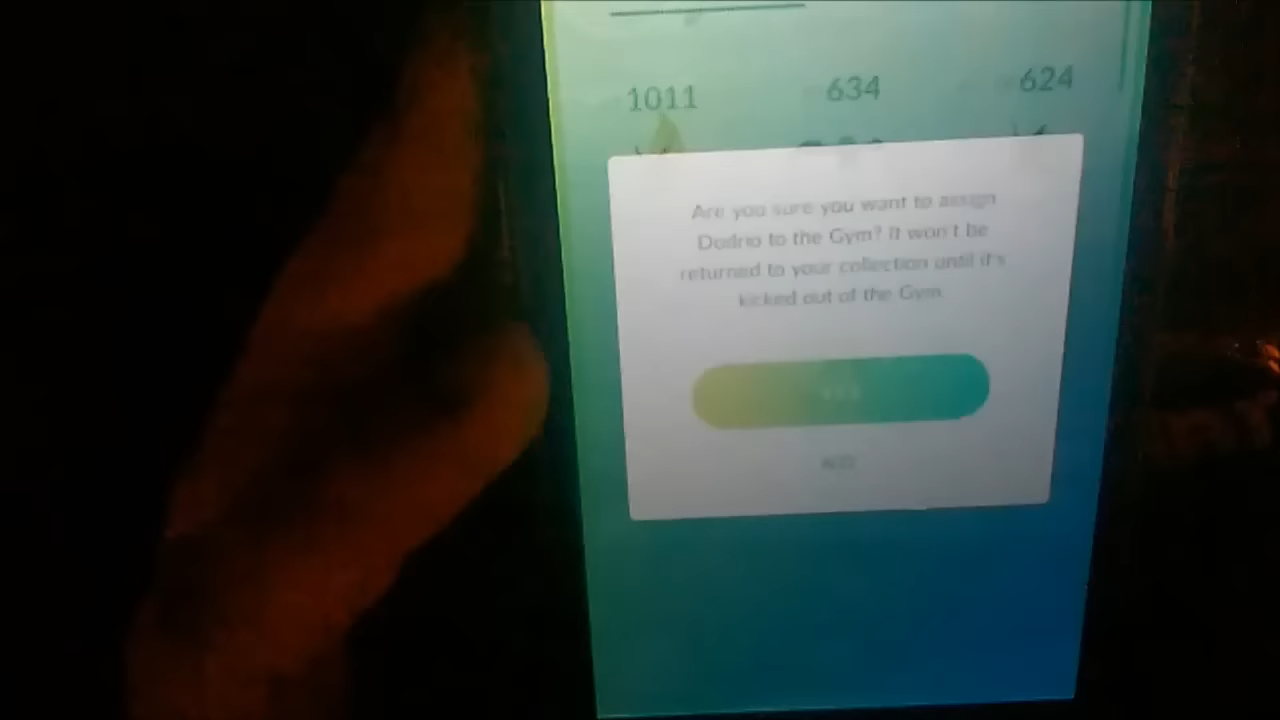 1011 634 624
Are you sure you want to assign
Dodrio to the Gym? It won't be
returned to your collection until it's
kicked out of the Gym.